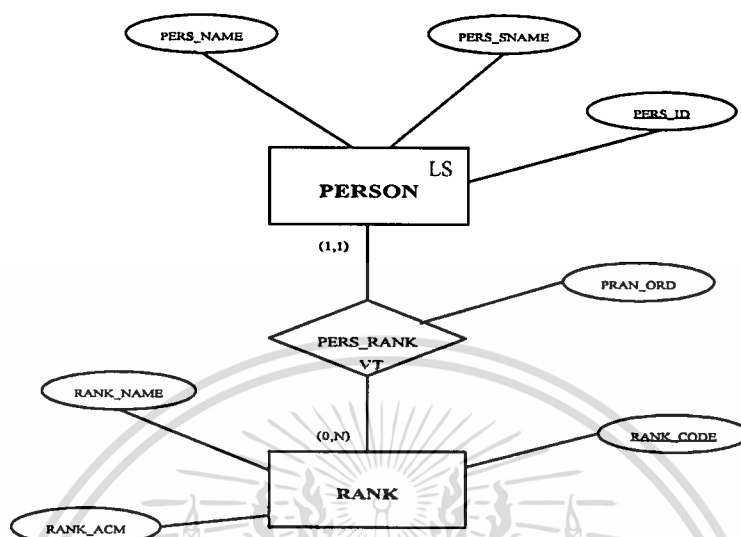 PERS_NAME
PERS_SNAME
PERS_ID
LS
PERSON
(1,1)
PRAN_ORD
PERS_RANK
VT
RANK_NAME
(0,N)
RANK_CODE
RANK
RANK_ACM